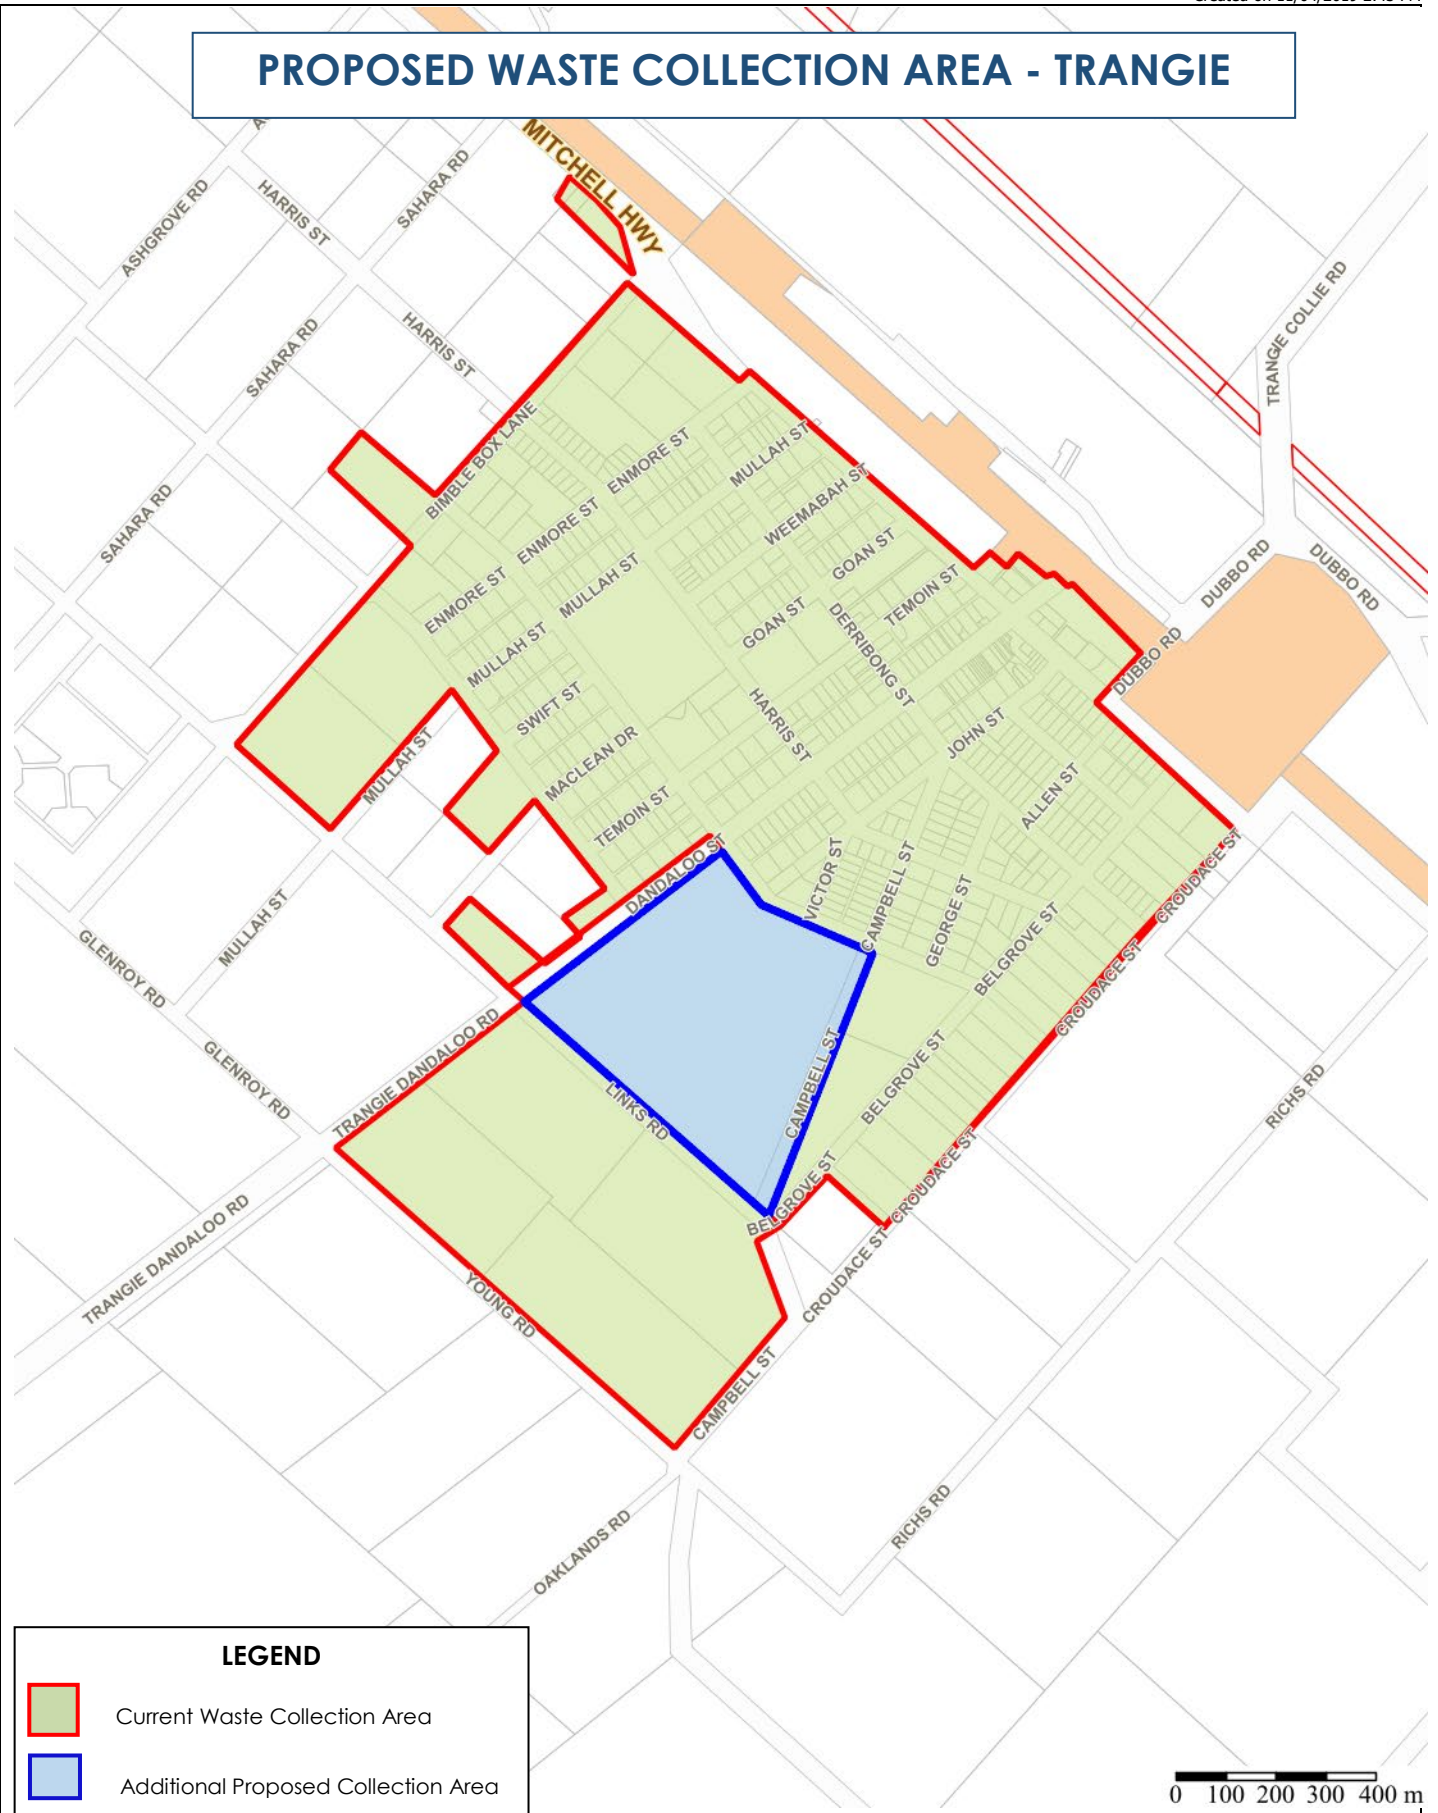 PROPOSED WASTE COLLECTION AREA - TRANGIE
MITCHELL HWY
SAHARA RD
ASHGROVE RD
HARRIS ST
TRANGIE COLLIE RD
SAHARA RD
HARRIS ST
BIMBLE BOX LANE
ENMORE ST
MULLAH ST
SAHARA RD
ENMORE ST
WEEMABAH ST
GOAN ST
DUBBO RD
DUBBO RD
ENMORE ST
MULLAH ST
TEMOIN ST
GOAN ST
DERRIBONG ST
MULLAH ST
DUBBO RD
SWIFT ST
HARRIS ST
JOHN ST
MULLAH ST
MACLEAN DR
TEMOIN ST
ALLEN ST
DANDALOO ST
VICTOR ST
CAMPBELL ST
CROUDACE ST
GEORGE ST
BELGROVE ST
MULLAH ST
GLENROY RD
CROUDACE ST
TRANGIE DANDALOO RD
GLENROY RD
LINKS RD
CAMPBELL ST
BELGROVE ST
RICHS RD
BELGROVE ST
CROUDACE ST
TRANGIE DANDALOO RD
YOUNG RD
CROUDACE ST
CAMPBELL ST
RICHS RD
OAKLANDS RD
LEGEND
Current Waste Collection Area
Additional Proposed Collection Area
0 100 200 300 400 m